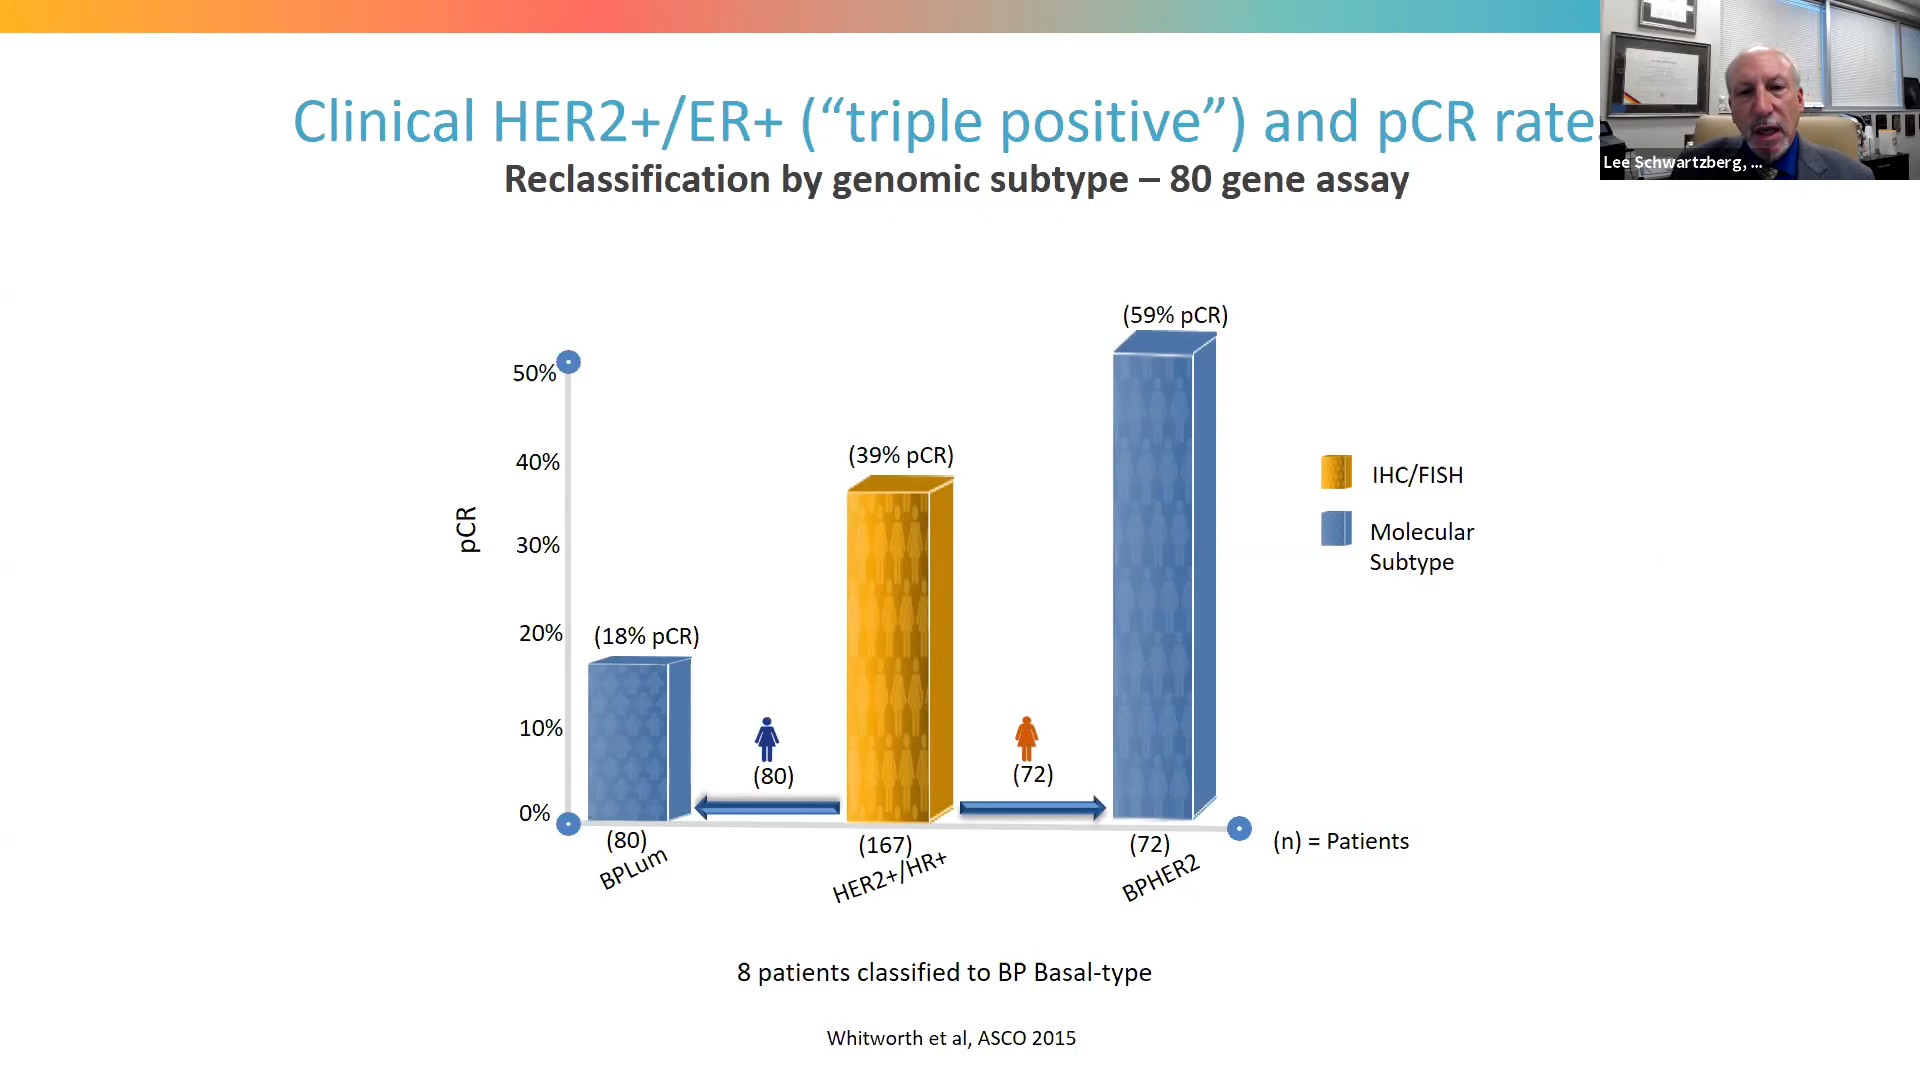 Clinical HER2+/ER+ (“triple positive”) and pCR rate
Reclassification by genomic subtype – 80 gene assay
Lee Schwartzberg, ...
(59% pCR)
50%
(39% pCR)
40%
IHC/FISH
pCR
30%
Molecular
Subtype
20%
(18% pCR)
10%
(80)
(72)
0%
(80)
(167)
(72)
(n) = Patients
BPLum
HER2+/HR+
BPHER2
8 patients classified to BP Basal-type
Whitworth et al, ASCO 2015